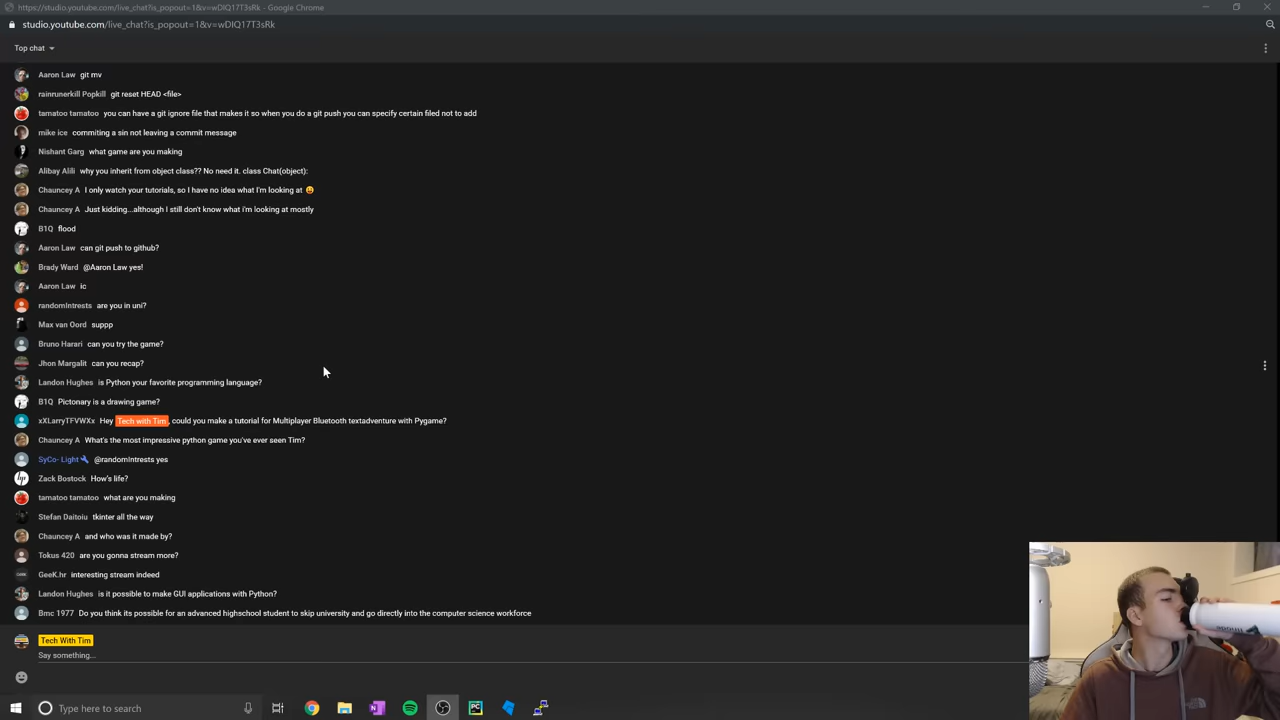 https://studio.youtube.com/live_chat?is_popout=1&v=wDIQ17T3sRk - Google Chrome
studio.youtube.com/live_chat?is_popout=1&v=wDIQ17T3sRk
Top chat
Aaron Law git mv
rainrunerkill Popkill git reset HEAD <file>
tamatoo tamatoo you can have a git ignore file that makes it so when you do a git push you can specify certain filed not to add
mike ice commiting a sin not leaving a commit message
Nishant Garg what game are you making
Alibay Alili why you inherit from object class?? No need it. class Chat(object):
Chauncey A I only watch your tutorials, so I have no idea what I'm looking at
Chauncey A Just kidding...although I still don't know what i'm looking at mostly
B1Q flood
Aaron Law can git push to github?
Brady Ward @Aaron Law yes!
Aaron Law ic
randomIntrests are you in uni?
Max van Oord suppp
Bruno Harari can you try the game?
Jhon Margalit can you recap?
Landon Hughes is Python your favorite programming language?
B1Q Pictonary is a drawing game?
xXLarryTFVWXx Hey Tech with Tim, could you make a tutorial for Multiplayer Bluetooth textadventure with Pygame?
Chauncey A What's the most impressive python game you've ever seen Tim?
SyCo- Light @randomIntrests yes
Zack Bostock How's life?
tamatoo tamatoo what are you making
Stefan Daitoiu tkinter all the way
Chauncey A and who was it made by?
Tokus 420 are you gonna stream more?
GeeK.hr interesting stream indeed
Landon Hughes is it possible to make GUI applications with Python?
Bmc 1977 Do you think its possible for an advanced highschool student to skip university and go directly into the computer science workforce
Tech With Tim
Say something...
Type here to search